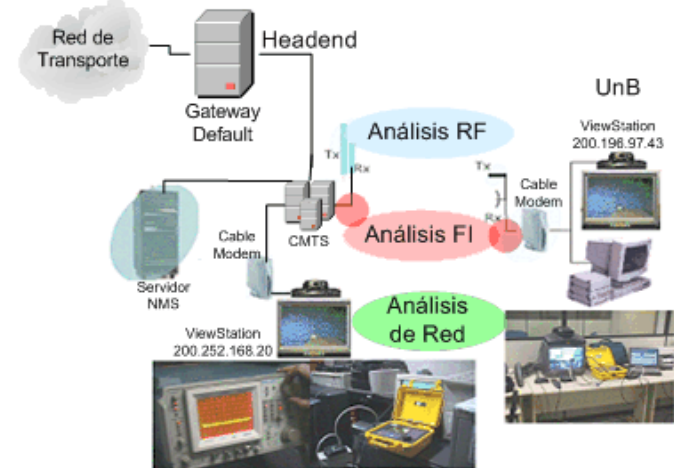 Red de
Transporte
Headend
Gateway
Default
UnB
Análisis RF
ViewStation
200.196.97.43
Tx
Rx
Tx
Cable
Modem
Rx
Análisis FI
CMTS
Cable
Modem
Servidor
NMS
Análisis
de Red
ViewStation
200.252.168.20